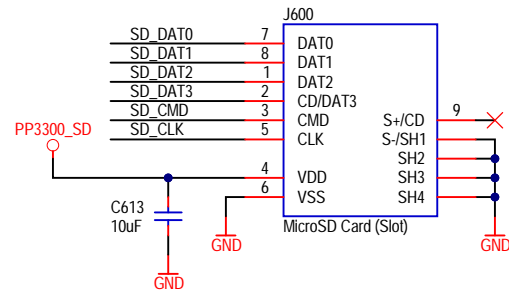 J600
SD_DAT0 7 DAT0
SD_DAT1 8 DAT1
SD_DAT2 1 DAT2
SD_DAT3 2 CD/DAT3
SD_CMD 3 CMD S+/CD 9
SD_CLK 5 CLK S-/SH1
PP3300_SD
SH2
4 VDD SH3
6 VSS SH4
C613
10uF
MicroSD Card (Slot)
GND
GND
GND